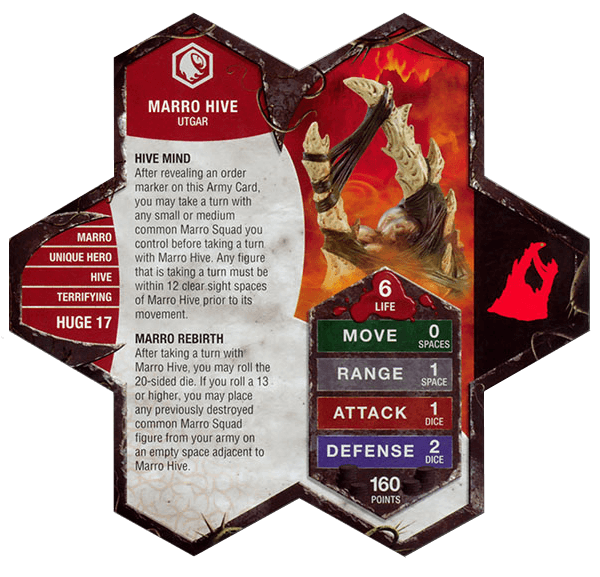 MARRO HIVE
UTGAR
HIVE MIND
After revealing an order
marker on this Army Card,
you may take a turn with
any small or medium
common Marro Squad you
control before taking a turn
with Marro Hive. Any figure
that is taking a turn must be
within 12 clear sight spaces
of Marro Hive prior to its
movement.
MARRO REBIRTH
After taking a turn with
Marro Hive, you may roll the
20-sided die. If you roll a 13
or higher, you may place
any previously destroyed
common Marro Squad
figure from your army on
an empty space adjacent to
Marro Hive.
MARRO
UNIQUE HERO
HIVE
TERRIFYING
HUGE 17
6
LIFE
MOVE 0
SPACES
RANGE 1
SPACE
ATTACK 1
DICE
DEFENSE 2
DICE
160
POINTS